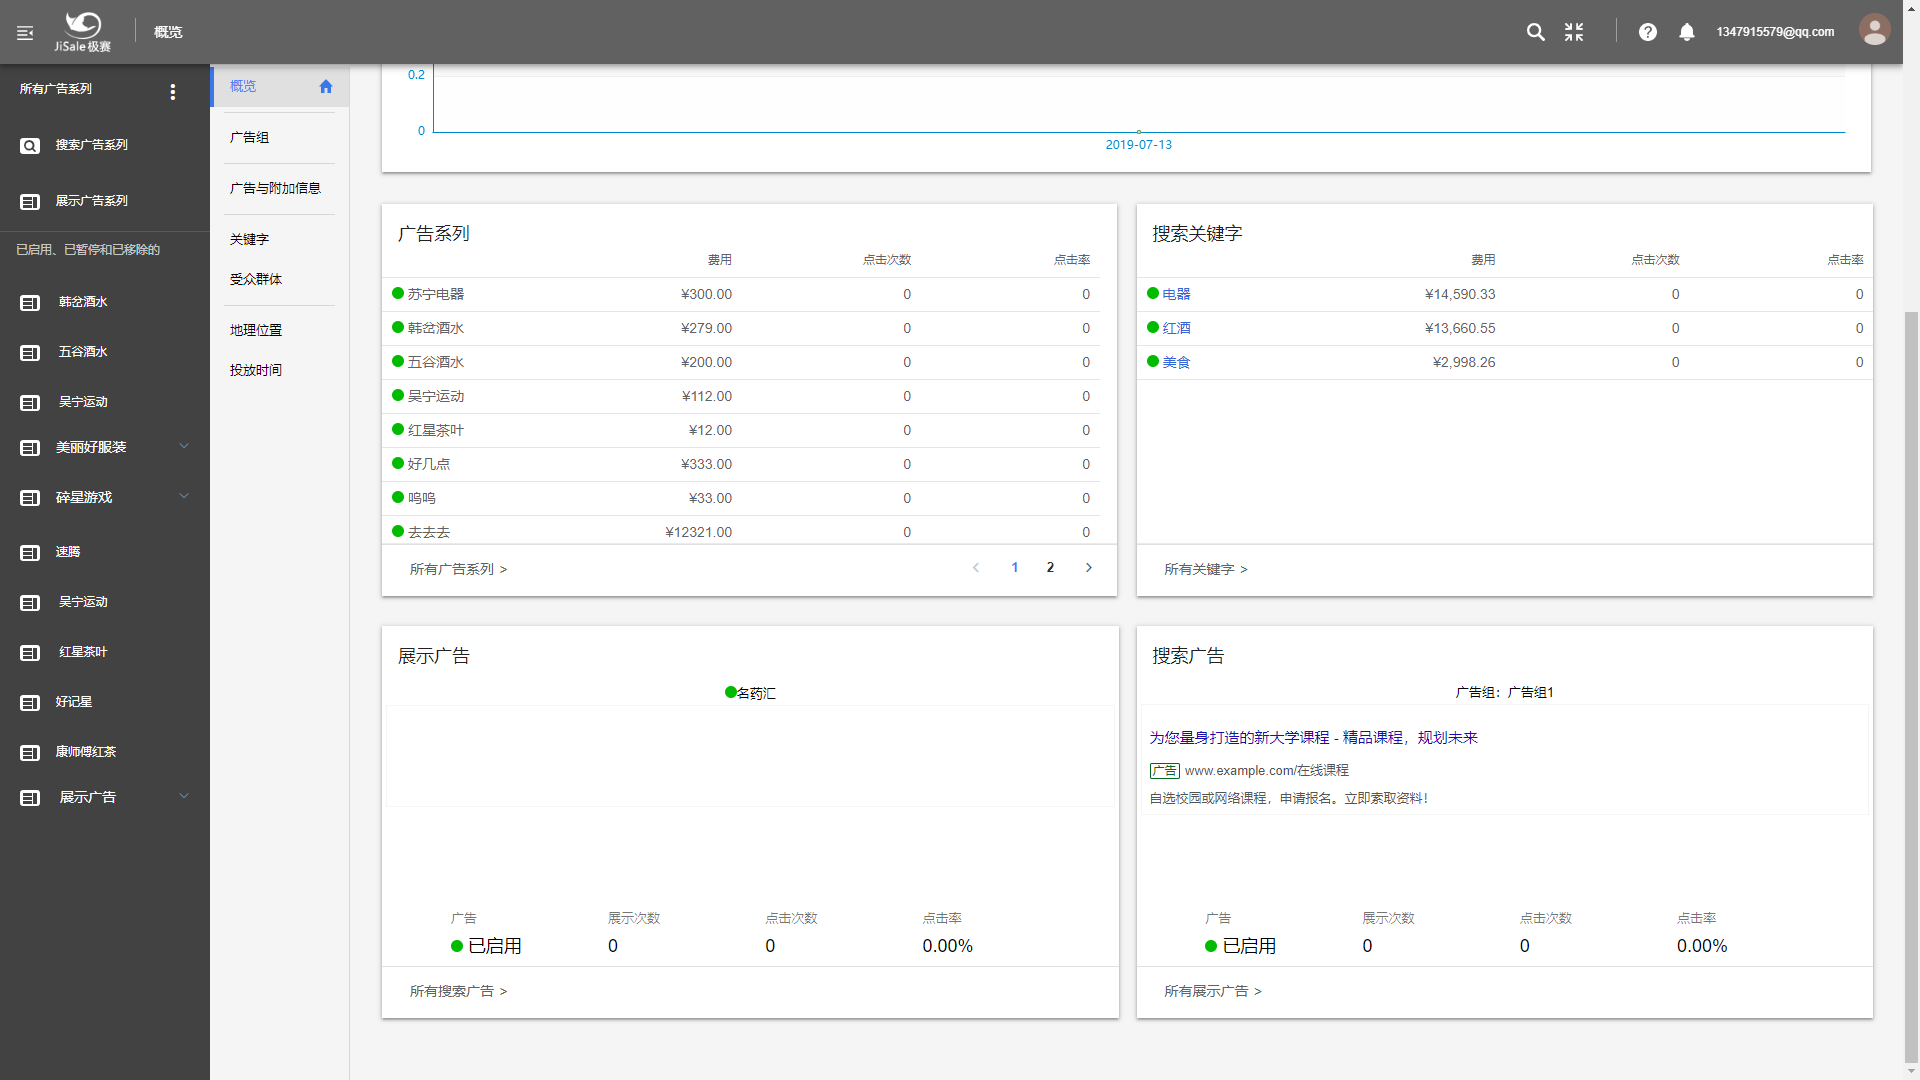 JiSale极赛
概览
1347915579@qq.com
所有广告系列
搜索广告系列
展示广告系列
已启用、已暂停和已移除的
韩岔酒水
五谷酒水
吴宁运动
美丽好服装
碎星游戏
速腾
吴宁运动
红星茶叶
好记星
康师傅红茶
展示广告
概览
广告组
广告与附加信息
关键字
受众群体
地理位置
投放时间
0.2
0
2019-07-13
广告系列
费用 点击次数 点击率
苏宁电器 ¥300.00 0 0
韩岔酒水 ¥279.00 0 0
五谷酒水 ¥200.00 0 0
吴宁运动 ¥112.00 0 0
红星茶叶 ¥12.00 0 0
好几点 ¥333.00 0 0
呜呜 ¥33.00 0 0
去去去 ¥12321.00 0 0
所有广告系列 > < 1 2 >
搜索关键字
费用 点击次数 点击率
电器 ¥14,590.33 0 0
红酒 ¥13,660.55 0 0
美食 ¥2,998.26 0 0
所有关键字 >
展示广告
名药汇
广告 展示次数 点击次数 点击率
已启用 0 0 0.00%
所有搜索广告 >
搜索广告
广告组：广告组1
为您量身打造的新大学课程 - 精品课程，规划未来
广告 www.example.com/在线课程
自选校园或网络课程，申请报名。立即索取资料！
广告 展示次数 点击次数 点击率
已启用 0 0 0.00%
所有展示广告 >